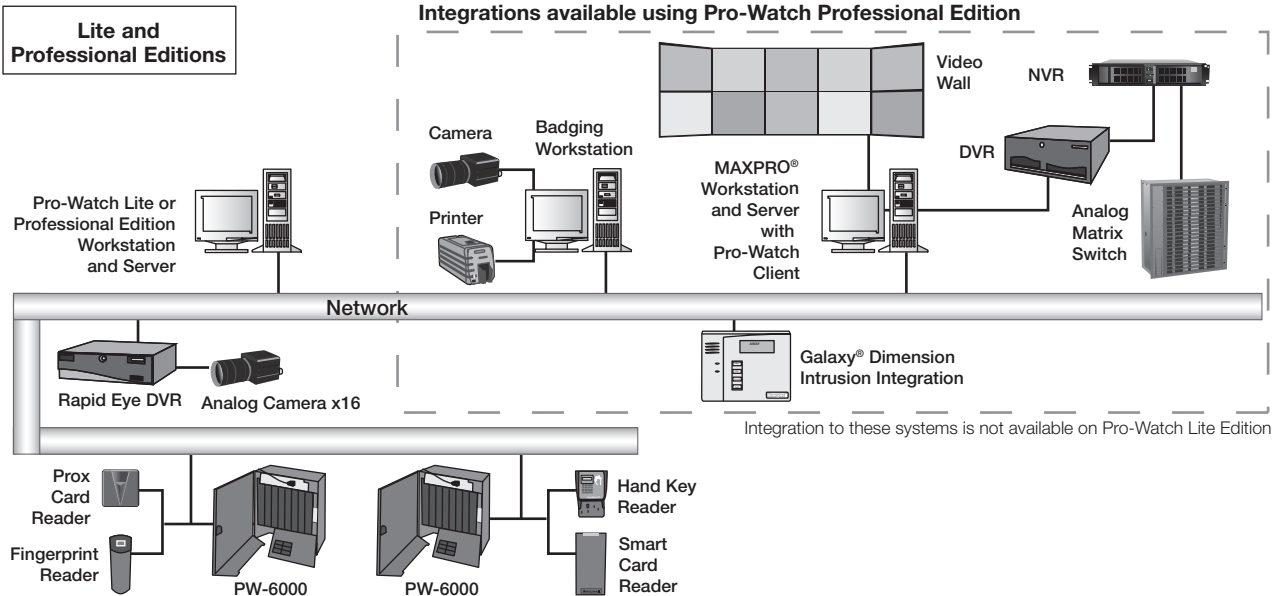 Lite and
Professional Editions
Integrations available using Pro-Watch Professional Edition
Video
Wall
NVR
Camera
Badging
Workstation
DVR
MAXPRO®
Workstation
and Server
with
Pro-Watch
Client
Printer
Analog
Matrix
Switch
Pro-Watch Lite or
Professional Edition
Workstation
and Server
Network
Galaxy® Dimension
Intrusion Integration
Rapid Eye DVR
Analog Camera x16
Integration to these systems is not available on Pro-Watch Lite Edition
Prox
Card
Reader
Fingerprint
Reader
PW-6000
PW-6000
Hand Key
Reader
Smart
Card
Reader